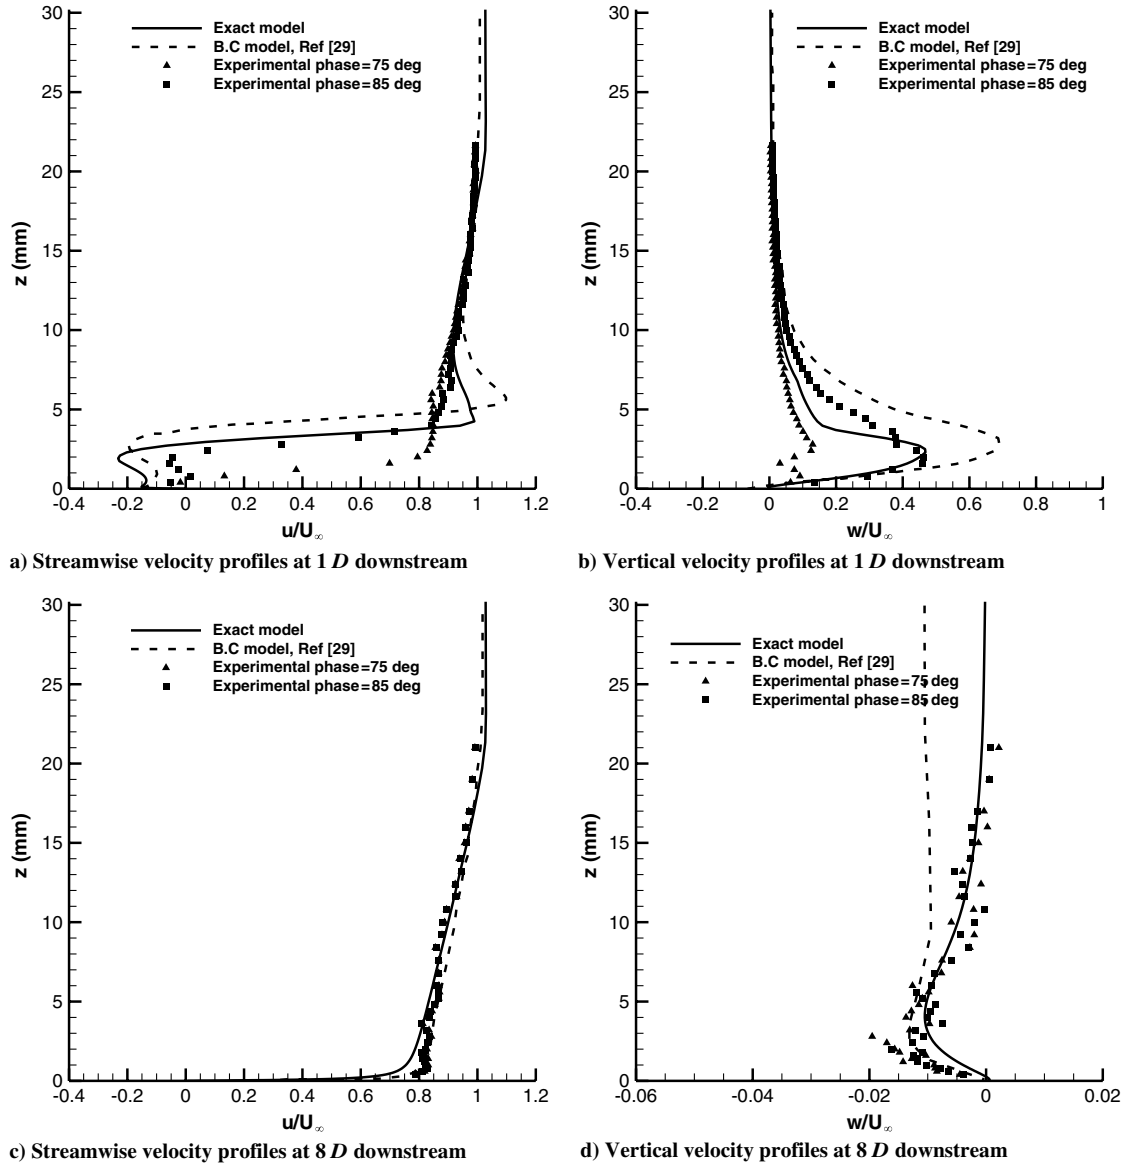 30
25
20
15
10
5
0
z (mm)
-0.4 -0.2 0 0.2 0.4 0.6 0.8 1 1.2
u/U∞
Exact model
B.C model, Ref [29]
Experimental phase=75 deg
Experimental phase=85 deg
a) Streamwise velocity profiles at 1 D downstream
30
25
20
15
10
5
0
z (mm)
-0.4 -0.2 0 0.2 0.4 0.6 0.8 1
w/U∞
Exact model
B.C model, Ref [29]
Experimental phase=75 deg
Experimental phase=85 deg
b) Vertical velocity profiles at 1 D downstream
30
25
20
15
10
5
0
z (mm)
-0.4 -0.2 0 0.2 0.4 0.6 0.8 1 1.2
u/U∞
Exact model
B.C model, Ref [29]
Experimental phase=75 deg
Experimental phase=85 deg
c) Streamwise velocity profiles at 8 D downstream
30
25
20
15
10
5
0
z (mm)
-0.06 -0.04 -0.02 0 0.02
w/U∞
Exact model
B.C model, Ref [29]
Experimental phase=75 deg
Experimental phase=85 deg
d) Vertical velocity profiles at 8 D downstream